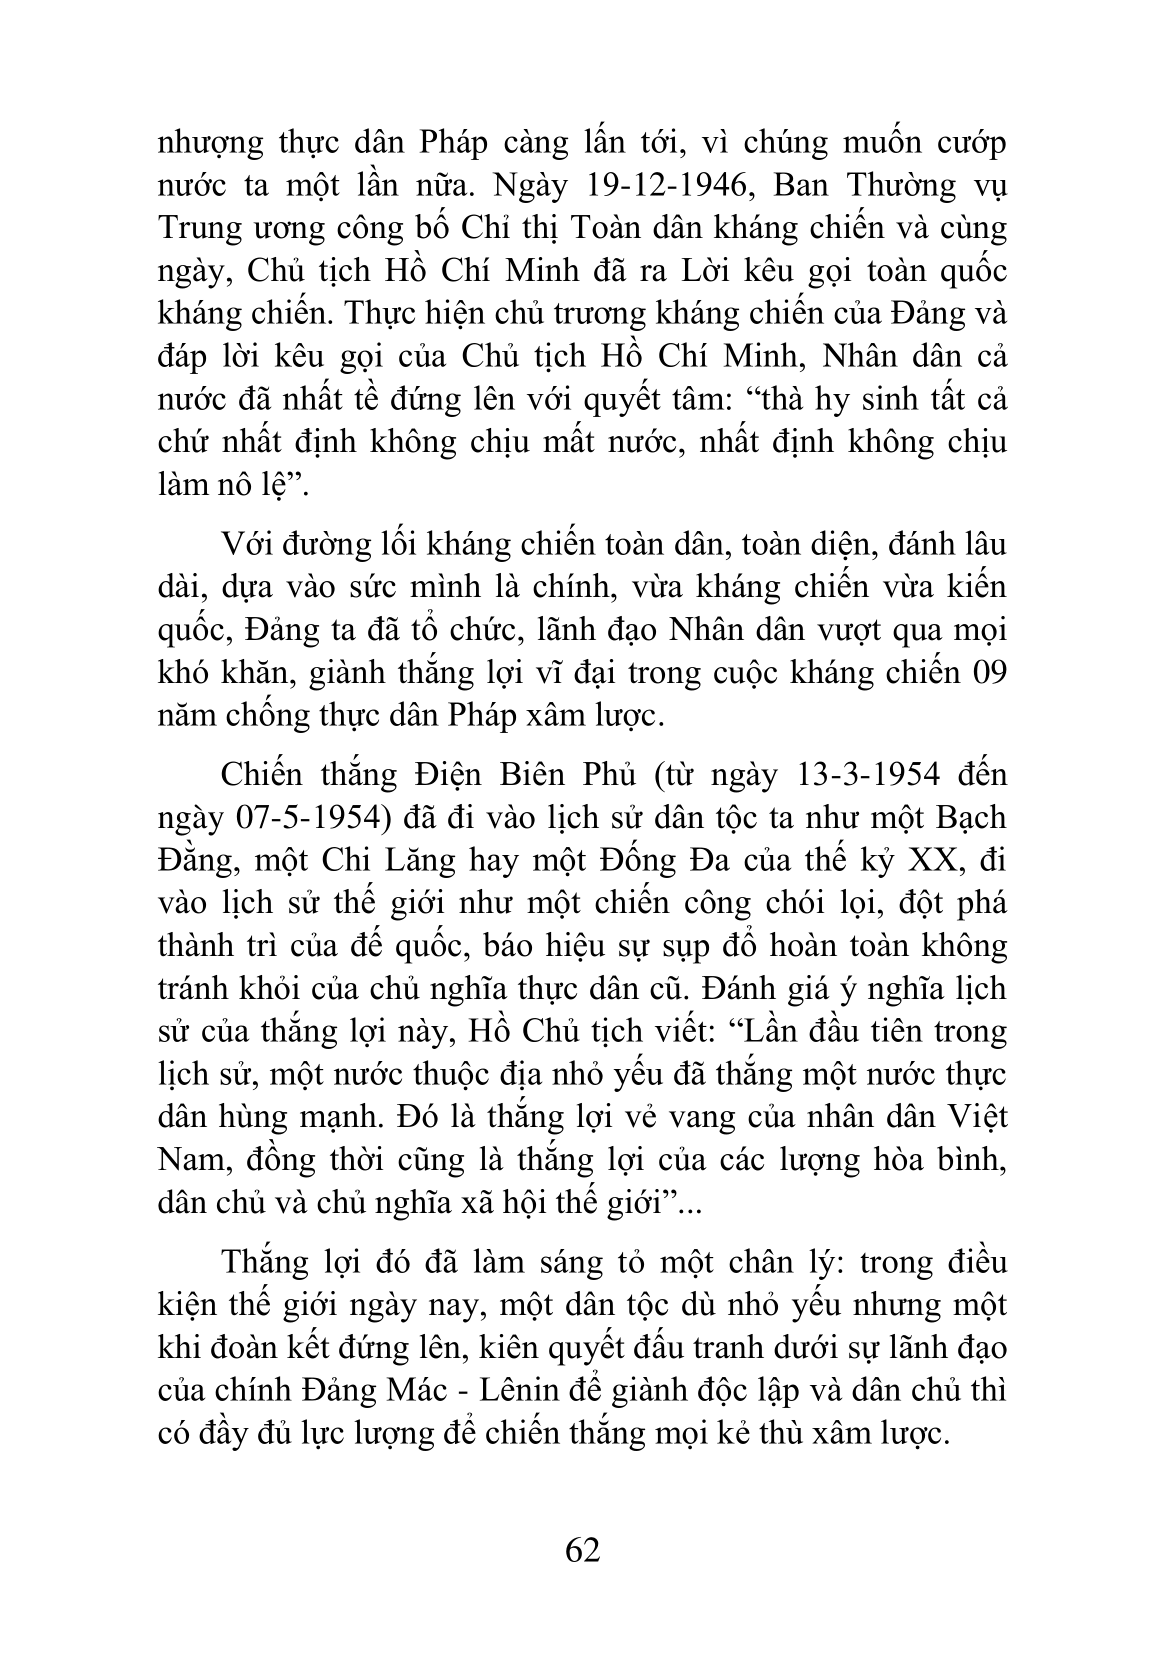 nhượng thực dân Pháp càng lấn tới, vì chúng muốn cướp
nước ta một lần nữa. Ngày 19-12-1946, Ban Thường vụ
Trung ương công bố Chỉ thị Toàn dân kháng chiến và cùng
ngày, Chủ tịch Hồ Chí Minh đã ra Lời kêu gọi toàn quốc
kháng chiến. Thực hiện chủ trương kháng chiến của Đảng và
đáp lời kêu gọi của Chủ tịch Hồ Chí Minh, Nhân dân cả
nước đã nhất tề đứng lên với quyết tâm: “thà hy sinh tất cả
chứ nhất định không chịu mất nước, nhất định không chịu
làm nô lệ”.
Với đường lối kháng chiến toàn dân, toàn diện, đánh lâu
dài, dựa vào sức mình là chính, vừa kháng chiến vừa kiến
quốc, Đảng ta đã tổ chức, lãnh đạo Nhân dân vượt qua mọi
khó khăn, giành thắng lợi vĩ đại trong cuộc kháng chiến 09
năm chống thực dân Pháp xâm lược.
Chiến thắng Điện Biên Phủ (từ ngày 13-3-1954 đến
ngày 07-5-1954) đã đi vào lịch sử dân tộc ta như một Bạch
Đằng, một Chi Lăng hay một Đống Đa của thế kỷ XX, đi
vào lịch sử thế giới như một chiến công chói lọi, đột phá
thành trì của đế quốc, báo hiệu sự sụp đổ hoàn toàn không
tránh khỏi của chủ nghĩa thực dân cũ. Đánh giá ý nghĩa lịch
sử của thắng lợi này, Hồ Chủ tịch viết: “Lần đầu tiên trong
lịch sử, một nước thuộc địa nhỏ yếu đã thắng một nước thực
dân hùng mạnh. Đó là thắng lợi vẻ vang của nhân dân Việt
Nam, đồng thời cũng là thắng lợi của các lượng hòa bình,
dân chủ và chủ nghĩa xã hội thế giới”...
Thắng lợi đó đã làm sáng tỏ một chân lý: trong điều
kiện thế giới ngày nay, một dân tộc dù nhỏ yếu nhưng một
khi đoàn kết đứng lên, kiên quyết đấu tranh dưới sự lãnh đạo
của chính Đảng Mác - Lênin để giành độc lập và dân chủ thì
có đầy đủ lực lượng để chiến thắng mọi kẻ thù xâm lược.
62